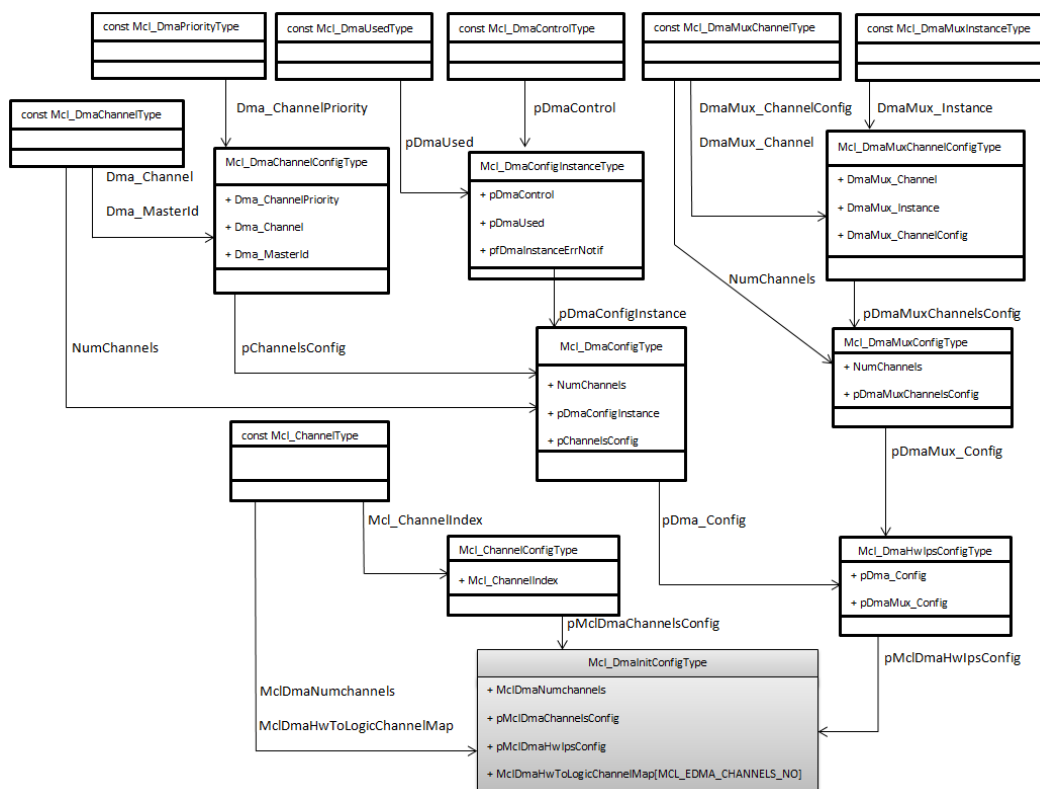 const Mcl_DmaPriorityType
const Mcl_DmaUsedType
const Mcl_DmaControlType
const Mcl_DmaMuxChannelType
const Mcl_DmaMuxInstanceType
Dma_ChannelPriority
pDmaControl
DmaMux_ChannelConfig
DmaMux_Instance
const Mcl_DmaChannelType
pDmaUsed
DmaMux_Channel
Mcl_DmaChannelConfigType
+ Dma_ChannelPriority
+ Dma_Channel
+ Dma_MasterId
Mcl_DmaConfigInstanceType
+ pDmaControl
+ pDmaUsed
+ pfDmaInstanceErrNotif
Mcl_DmaMuxChannelConfigType
+ DmaMux_Channel
+ DmaMux_Instance
+ DmaMux_ChannelConfig
Dma_Channel
Dma_MasterId
NumChannels
pDmaConfigInstance
pDmaMuxChannelsConfig
NumChannels
pChannelsConfig
Mcl_DmaConfigType
+ NumChannels
+ pDmaConfigInstance
+ pChannelsConfig
Mcl_DmaMuxConfigType
+ NumChannels
+ pDmaMuxChannelsConfig
const Mcl_ChannelType
pDmaMux_Config
Mcl_ChannelIndex
pDma_Config
Mcl_ChannelConfigType
+ Mcl_ChannelIndex
Mcl_DmaHwIpsConfigType
+ pDma_Config
+ pDmaMux_Config
pMclDmaChannelsConfig
pMclDmaHwIpsConfig
MclDmaNumchannels
MclDmaHwToLogicChannelMap
Mcl_DmaInitConfigType
+ MclDmaNumchannels
+ pMclDmaChannelsConfig
+ pMclDmaHwIpsConfig
+ MclDmaHwToLogicChannelMap[MCL_EDMA_CHANNELS_NO]